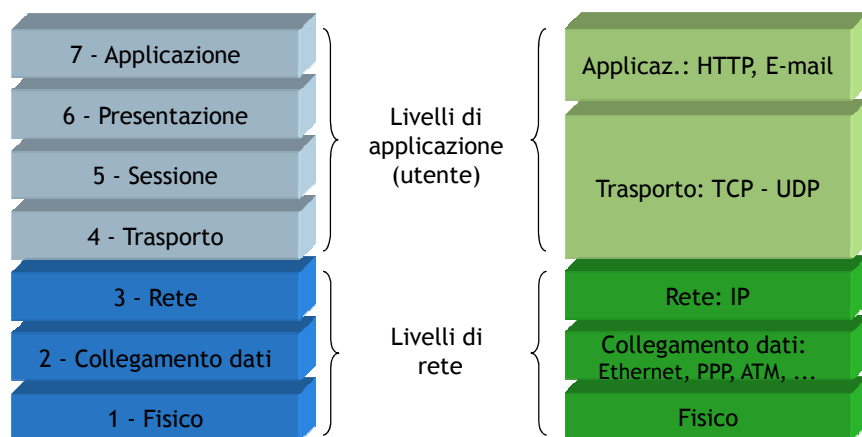 7 - Applicazione
6 - Presentazione
5 - Sessione
4 - Trasporto
3 - Rete
2 - Collegamento dati
1 - Fisico
Livelli di
applicazione
(utente)
Livelli di
rete
Applicaz.: HTTP, E-mail
Trasporto: TCP - UDP
Rete: IP
Collegamento dati:
Ethernet, PPP, ATM, ...
Fisico